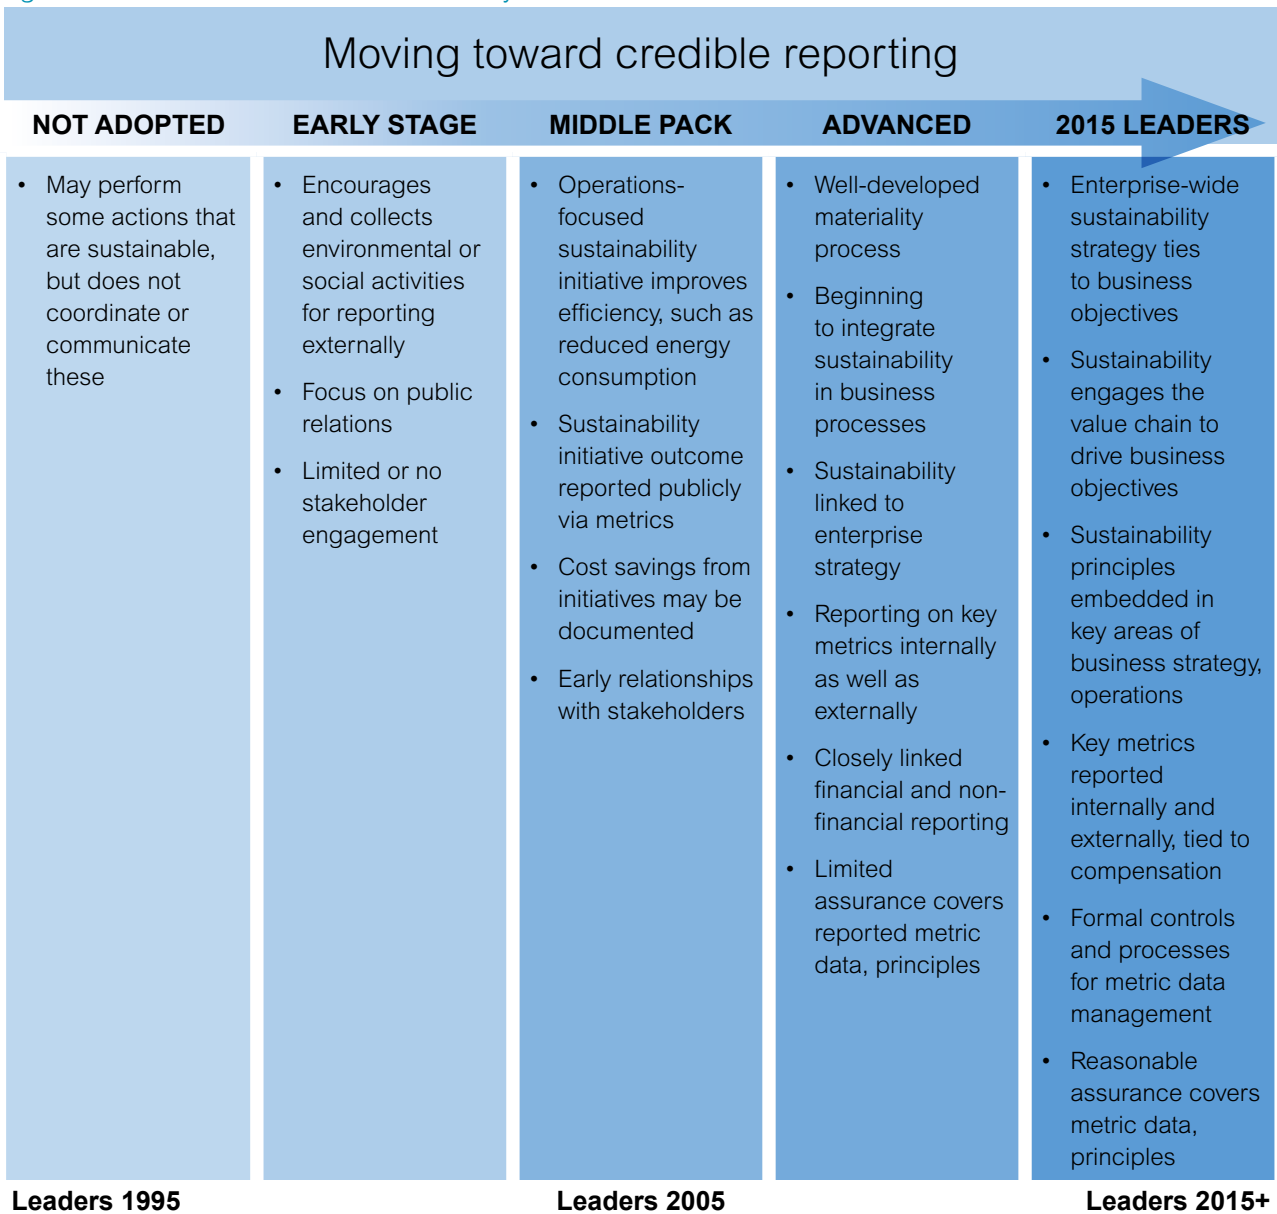 Moving toward credible reporting
NOT ADOPTED
EARLY STAGE
MIDDLE PACK
ADVANCED
2015 LEADERS
• May perform
some actions that
are sustainable,
but does not
coordinate or
communicate
these
• Encourages
and collects
environmental or
social activities
for reporting
externally
• Focus on public
relations
• Limited or no
stakeholder
engagement
• Operations-
focused
sustainability
initiative improves
efficiency, such as
reduced energy
consumption
• Sustainability
initiative outcome
reported publicly
via metrics
• Cost savings from
initiatives may be
documented
• Early relationships
with stakeholders
• Well-developed
materiality
process
• Beginning
to integrate
sustainability
in business
processes
• Sustainability
linked to
enterprise
strategy
• Reporting on key
metrics internally
as well as
externally
• Closely linked
financial and non-
financial reporting
• Limited
assurance covers
reported metric
data, principles
• Enterprise-wide
sustainability
strategy ties
to business
objectives
• Sustainability
engages the
value chain to
drive business
objectives
• Sustainability
principles
embedded in
key areas of
business strategy,
operations
• Key metrics
reported
internally and
externally, tied to
compensation
• Formal controls
and processes
for metric data
management
• Reasonable
assurance covers
metric data,
principles
Leaders 1995
Leaders 2005
Leaders 2015+